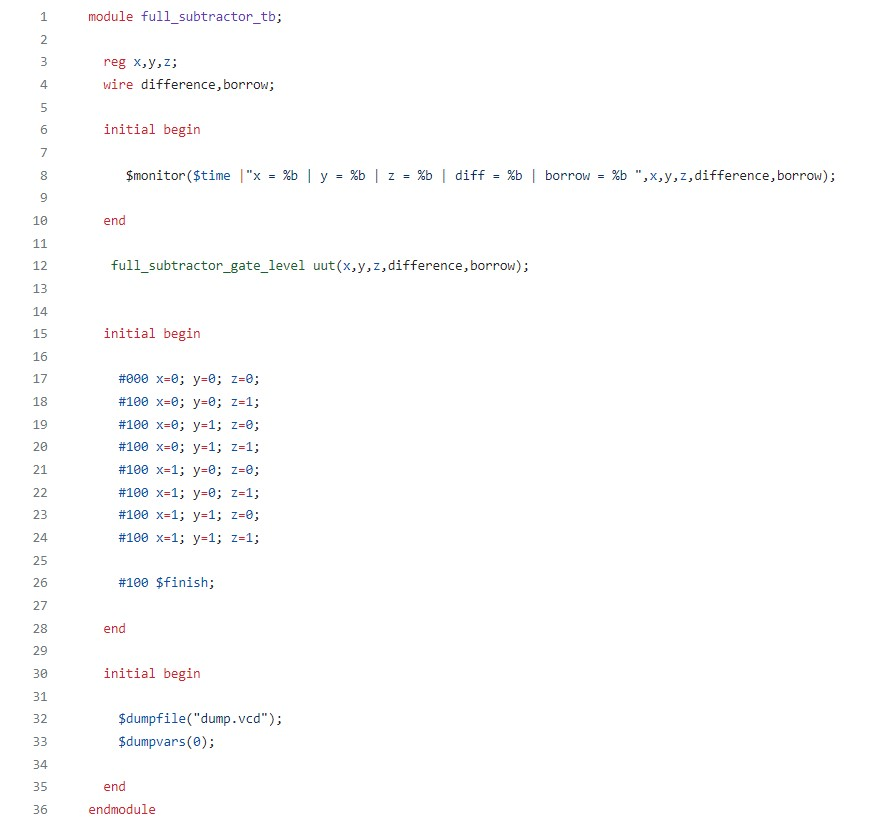 1 module full_subtractor_tb;
2
3 reg x,y,z;
4 wire difference,borrow;
5
6 initial begin
7
8 $monitor($time |"x = %b | y = %b | z = %b | diff = %b | borrow = %b ",x,y,z,difference,borrow);
9
10 end
11
12 full_subtractor_gate_level uut(x,y,z,difference,borrow);
13
14
15 initial begin
16
17 #000 x=0; y=0; z=0;
18 #100 x=0; y=0; z=1;
19 #100 x=0; y=1; z=0;
20 #100 x=0; y=1; z=1;
21 #100 x=1; y=0; z=0;
22 #100 x=1; y=0; z=1;
23 #100 x=1; y=1; z=0;
24 #100 x=1; y=1; z=1;
25
26 #100 $finish;
27
28 end
29
30 initial begin
31
32 $dumpfile("dump.vcd");
33 $dumpvars(0);
34
35 end
36 endmodule